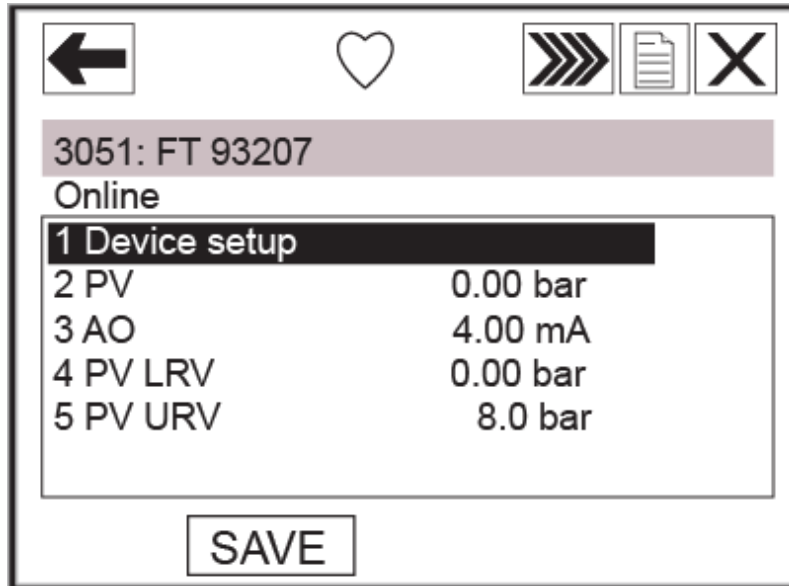 3051: FT 93207
Online
1 Device setup
2 PV 0.00 bar
3 AO 4.00 mA
4 PV LRV 0.00 bar
5 PV URV 8.0 bar
SAVE